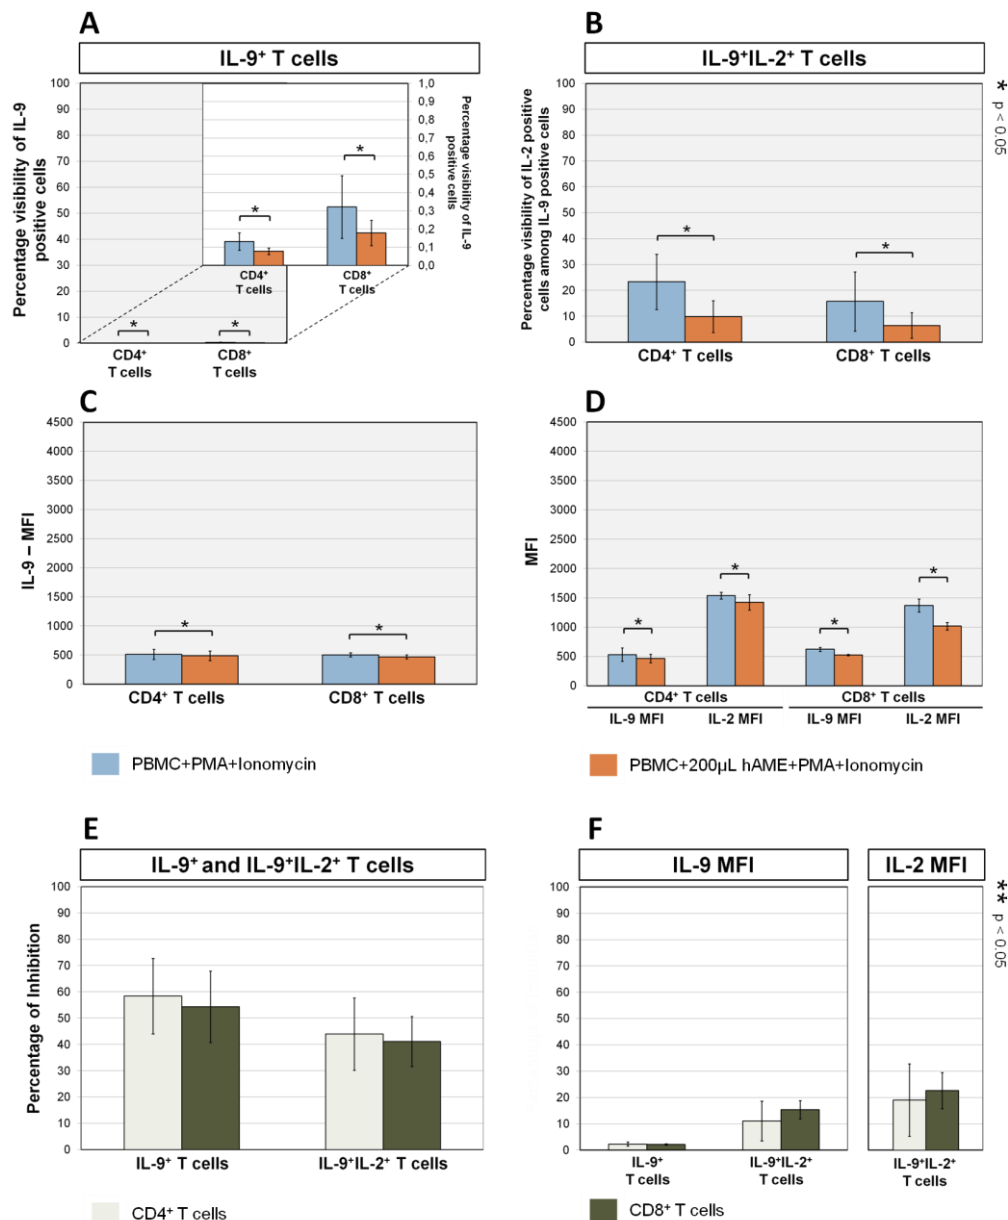 A
IL-9⁺ T cells
Percentage visibility of IL-9
positive cells
100
90
80
70
60
50
40
30
20
10
0
1,0
0,9
0,8
0,7
0,6
0,5
0,4
0,3
0,2
0,1
0,0
Percentage visibility of IL-9
positive cells
*
*
CD4⁺
T cells
CD8⁺
T cells
*
*
CD4⁺
T cells
CD8⁺
T cells
B
IL-9⁺IL-2⁺ T cells
Percentage visibility of IL-2 positive
cells among IL-9 positive cells
100
90
80
70
60
50
40
30
20
10
0
*
*
CD4⁺ T cells
CD8⁺ T cells
* p < 0.05
C
IL-9 – MFI
4500
4000
3500
3000
2500
2000
1500
1000
500
0
*
*
CD4⁺ T cells
CD8⁺ T cells
D
MFI
4500
4000
3500
3000
2500
2000
1500
1000
500
0
*
*
*
*
CD4⁺ T cells
CD8⁺ T cells
IL-9 MFI
IL-2 MFI
IL-9 MFI
IL-2 MFI
PBMC+PMA+Ionomycin
PBMC+200µL hAME+PMA+Ionomycin
E
IL-9⁺ and IL-9⁺IL-2⁺ T cells
Percentage of Inhibition
100
90
80
70
60
50
40
30
20
10
0
IL-9⁺ T cells
IL-9⁺IL-2⁺ T cells
F
IL-9 MFI
IL-2 MFI
100
90
80
70
60
50
40
30
20
10
0
IL-9⁺
T cells
IL-9⁺IL-2⁺
T cells
IL-9⁺IL-2⁺
T cells
** p < 0.05
CD4⁺ T cells
CD8⁺ T cells